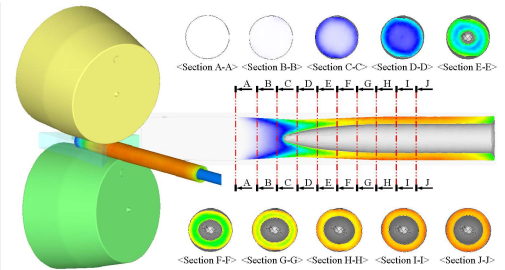 <Section A-A> <Section B-B> <Section C-C> <Section D-D> <Section E-E>
A B C D E F G H I J
A B C D E F G H I J
<Section F-F> <Section G-G> <Section H-H> <Section I-I> <Section J-J>